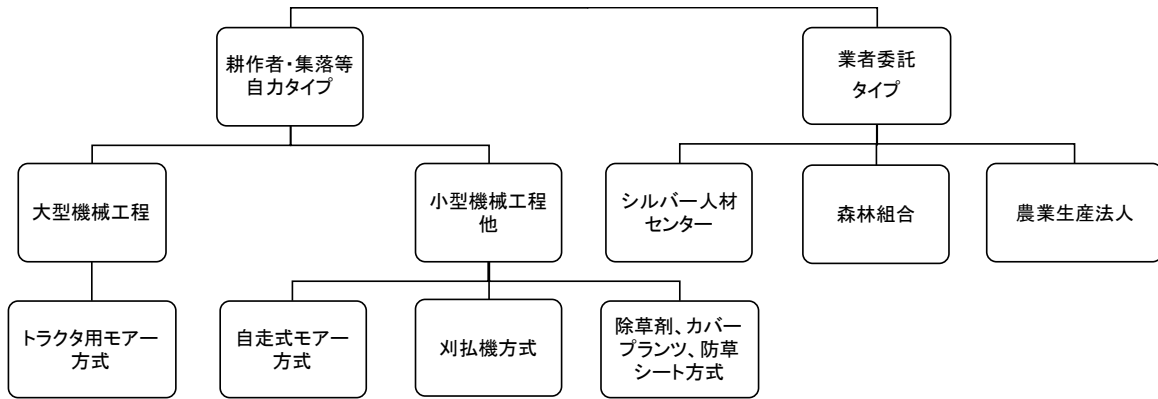 耕作者・集落等
自力タイプ
業者委託
タイプ
大型機械工程
小型機械工程
他
シルバー人材
センター
森林組合
農業生産法人
トラクタ用モアー
方式
自走式モアー
方式
刈払機方式
除草剤、カバー
プランツ、防草
シート方式